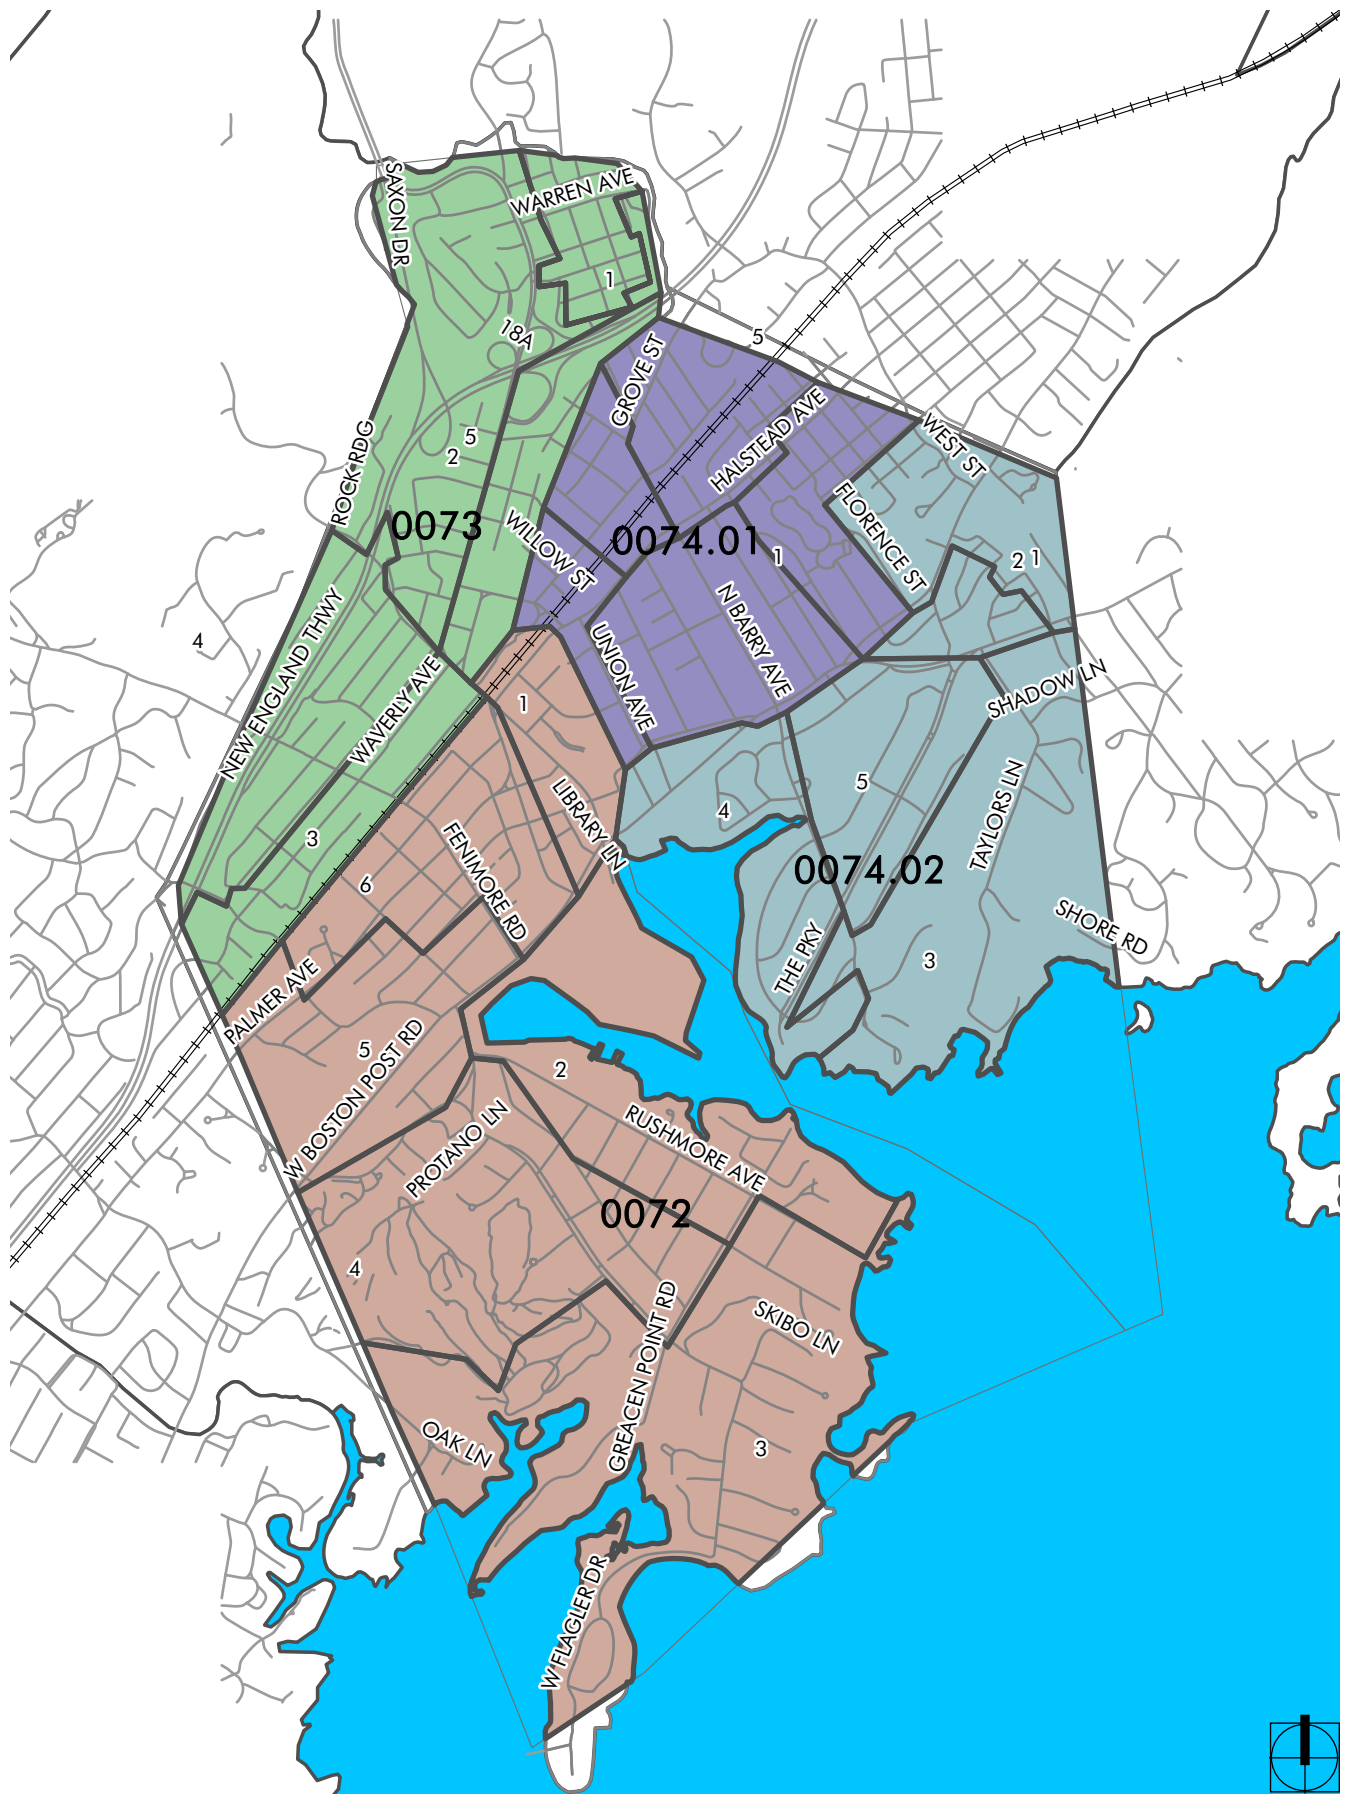 SAXON DR
WARREN AVE
1
18A
5
GROVE ST
HALSTEAD AVE
WEST ST
5
2
ROCK RDG
0073
WILLOW ST
0074.01
1
FLORENCE ST
2
1
NEW ENGLAND THWY
4
WAVERLY AVE
UNION AVE
N BARRY AVE
SHADOW LN
1
3
LIBRARY LN
4
5
TAYLORS LN
6
FENIMORE RD
0074.02
PALMER AVE
THE PKY
3
SHORE RD
5
W BOSTON POST RD
2
PROTANO LN
RUSHMORE AVE
0072
4
SKIBO LN
GREACEN POINT RD
OAK LN
3
W FLAGLER DR